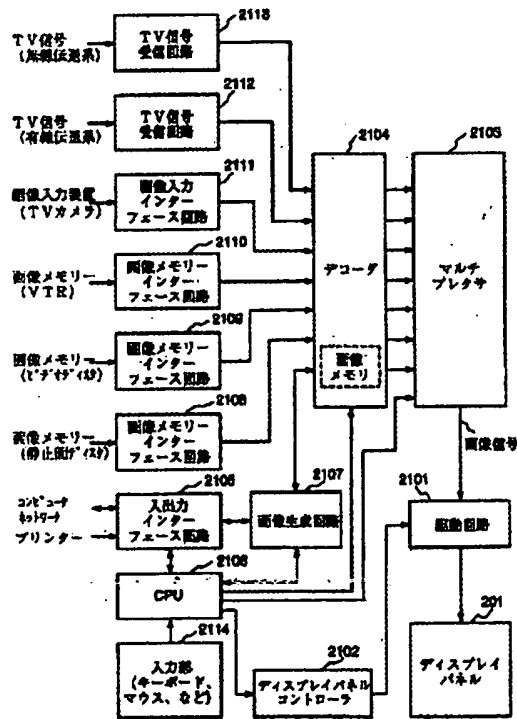 2113
TV信号
(無線伝送系)
TV信号
受信回路
2112
TV信号
(有線伝送系)
TV信号
受信回路
2104
2103
2111
画像入力装置
(TVカメラ)
画像入力
インター
フェース回路
2110
画像メモリー
(VTR)
画像メモリー
インター
フェース回路
デコーダ
マルチ
プレクサ
2109
画像メモリー
(ビデオディスク)
画像メモリー
インター
フェース回路
画像
メモリ
2108
画像メモリー
(静止画ディスク)
画像メモリー
インター
フェース回路
画像信号
2105
2107
2101
コンピュータ
ネットワーク
プリンター
入出力
インター
フェース回路
画像生成回路
駆動回路
2106
CPU
201
2114
2102
入力部
(キーボード、
マウス、など)
ディスプレイパネル
コントローラ
ディスプレイ
パネル